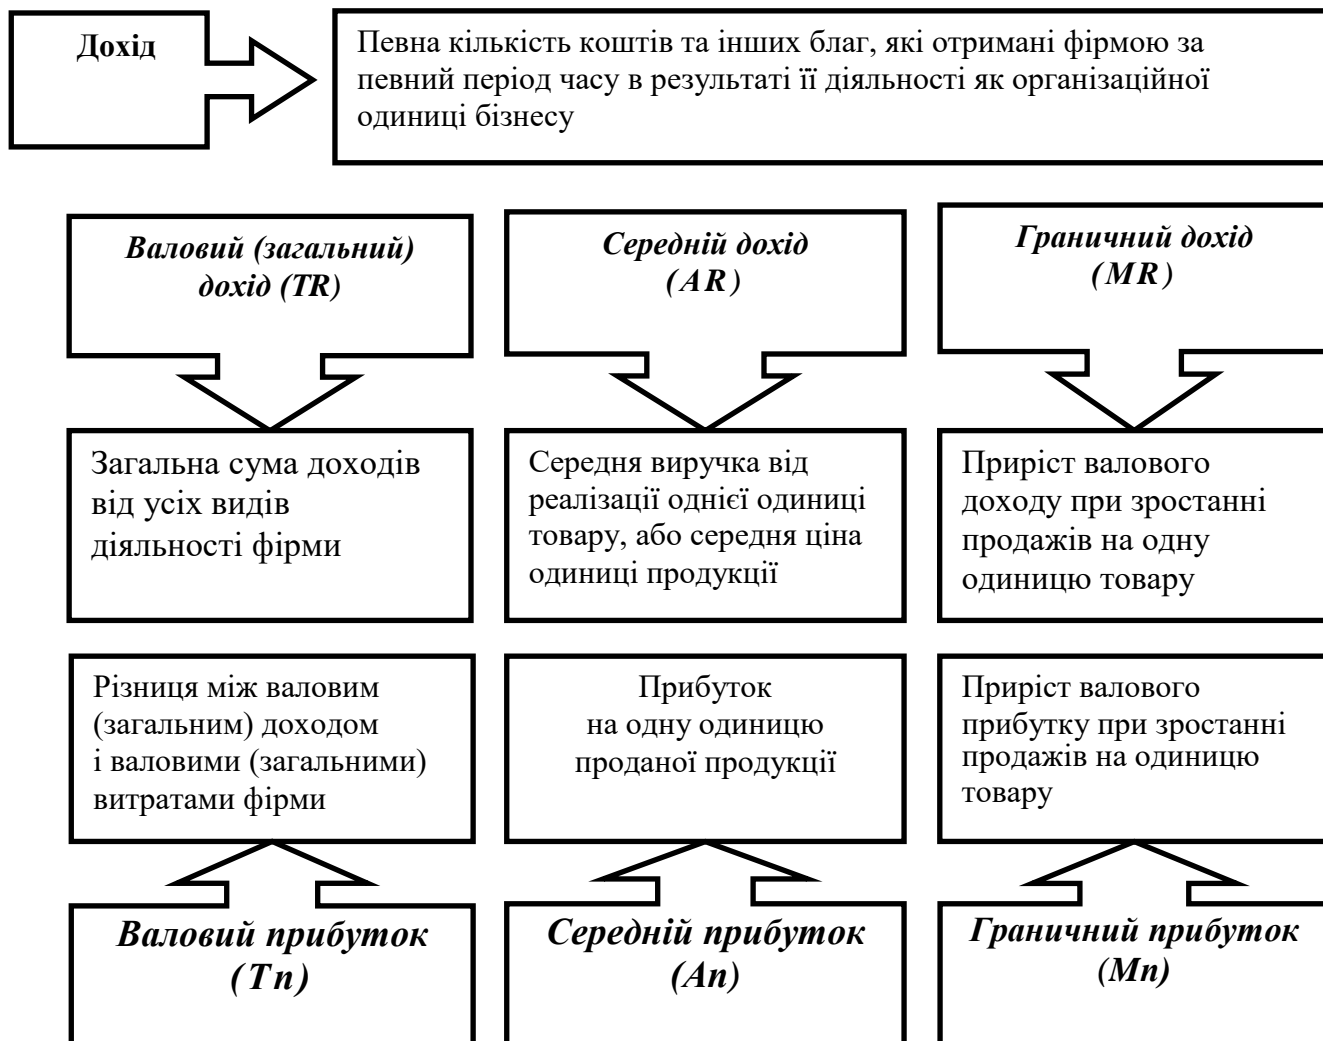 Дохід
Певна кількість коштів та інших благ, які отримані фірмою за
певний період часу в результаті її діяльності як організаційної
одиниці бізнесу
Валовий (загальний)
дохід (TR)
Середній дохід
(AR)
Граничний дохід
(MR)
Загальна сума доходів
від усіх видів
діяльності фірми
Середня виручка від
реалізації однієї одиниці
товару, або середня ціна
одиниці продукції
Приріст валового
доходу при зростанні
продажів на одну
одиницю товару
Різниця між валовим
(загальним) доходом
і валовими (загальними)
витратами фірми
Прибуток
на одну одиницю
проданої продукції
Приріст валового
прибутку при зростанні
продажів на одиницю
товару
Валовий прибуток
(Тп)
Середній прибуток
(Ап)
Граничний прибуток
(Мп)